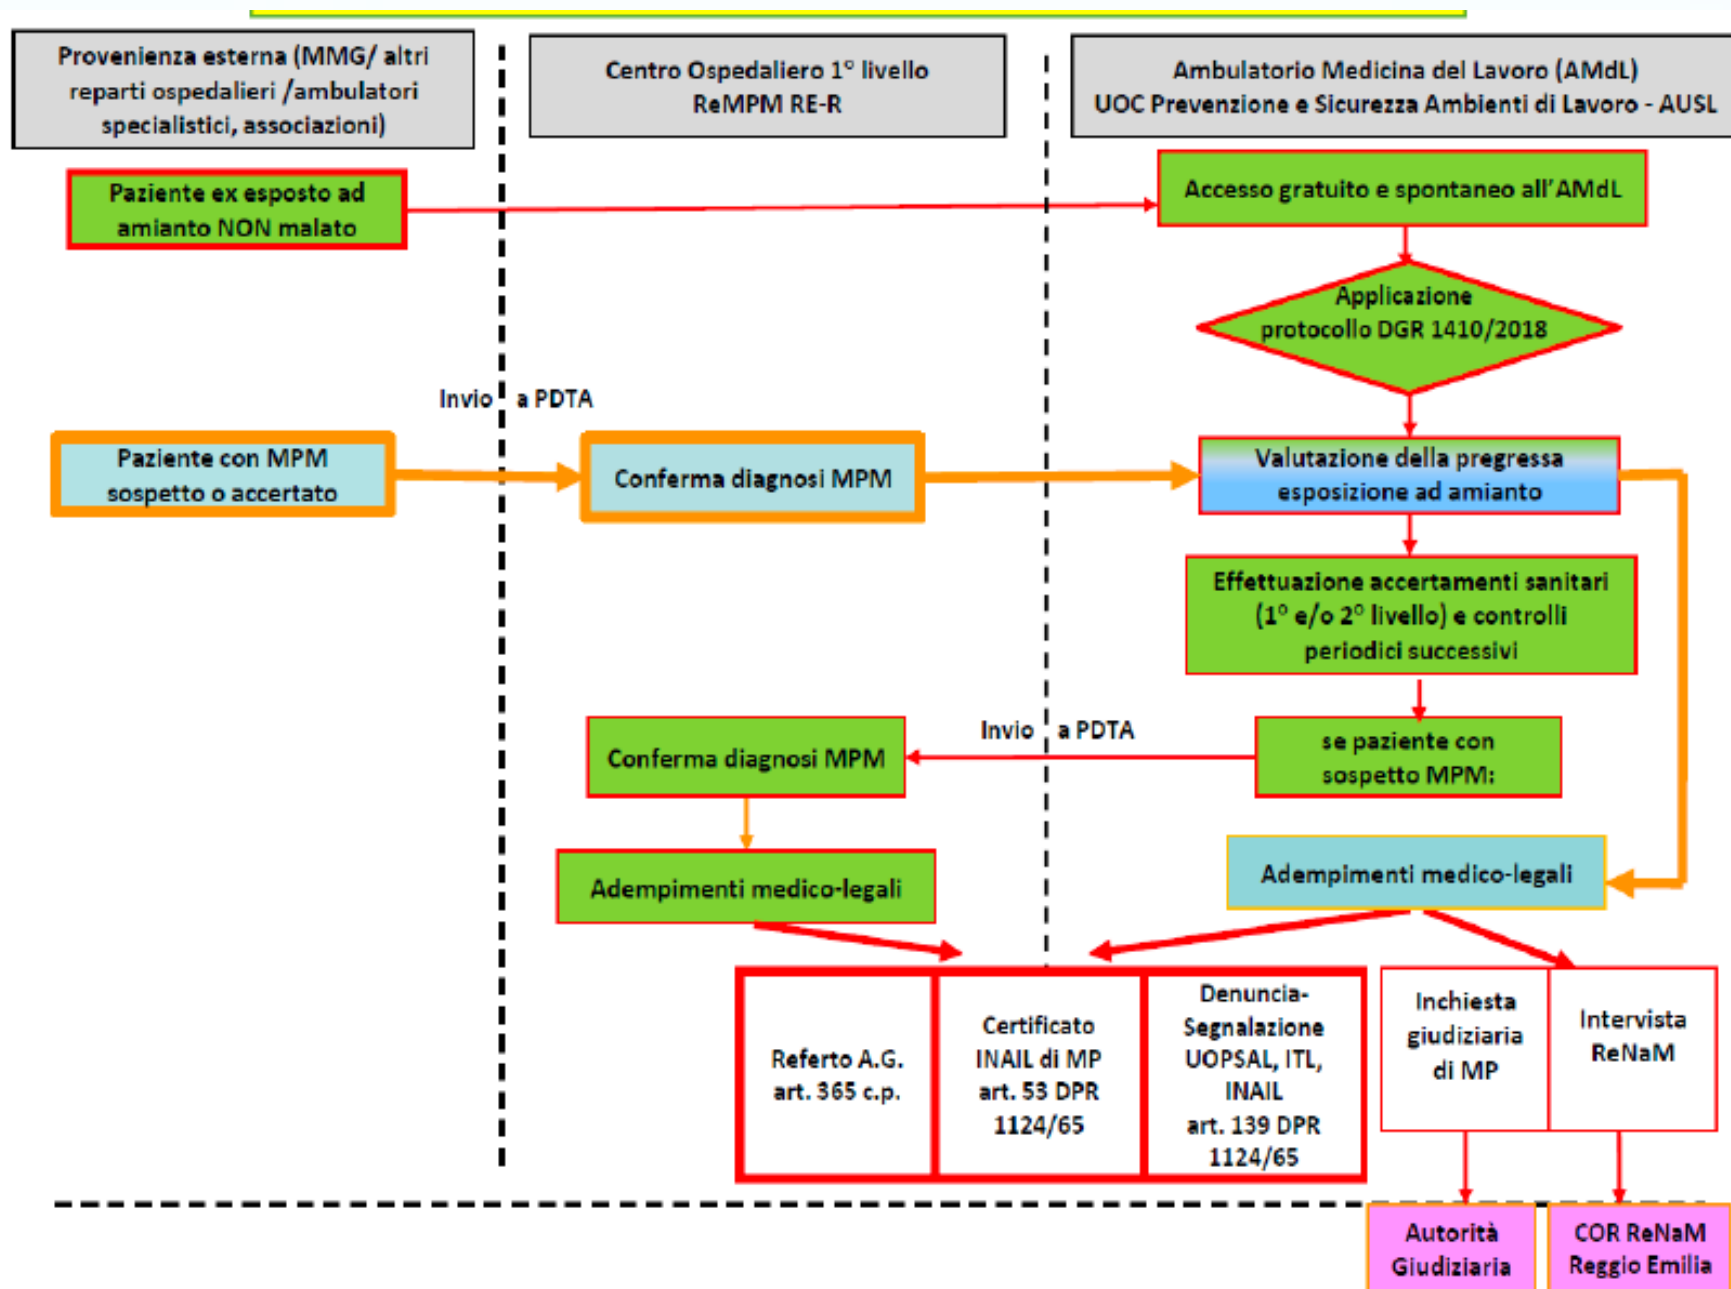 Provenienza esterna (MMG/ altri
reparti ospedalieri /ambulatori
specialistici, associazioni)
Centro Ospedaliero 1° livello
ReMPM RE-R
Ambulatorio Medicina del Lavoro (AMdL)
UOC Prevenzione e Sicurezza Ambienti di Lavoro - AUSL
Paziente ex esposto ad
amianto NON malato
Accesso gratuito e spontaneo all'AMdL
Applicazione
protocollo DGR 1410/2018
Invio a PDTA
Paziente con MPM
sospetto o accertato
Conferma diagnosi MPM
Valutazione della pregressa
esposizione ad amianto
Effettuazione accertamenti sanitari
(1° e/o 2° livello) e controlli
periodici successivi
Invio a PDTA
se paziente con
sospetto MPM:
Conferma diagnosi MPM
Adempimenti medico-legali
Adempimenti medico-legali
Referto A.G.
art. 365 c.p.
Certificato
INAIL di MP
art. 53 DPR
1124/65
Denuncia-
Segnalazione
UOPSAL, ITL,
INAIL
art. 139 DPR
1124/65
Inchiesta
giudiziaria
di MP
Intervista
ReNaM
Autorità
Giudiziaria
COR ReNaM
Reggio Emilia